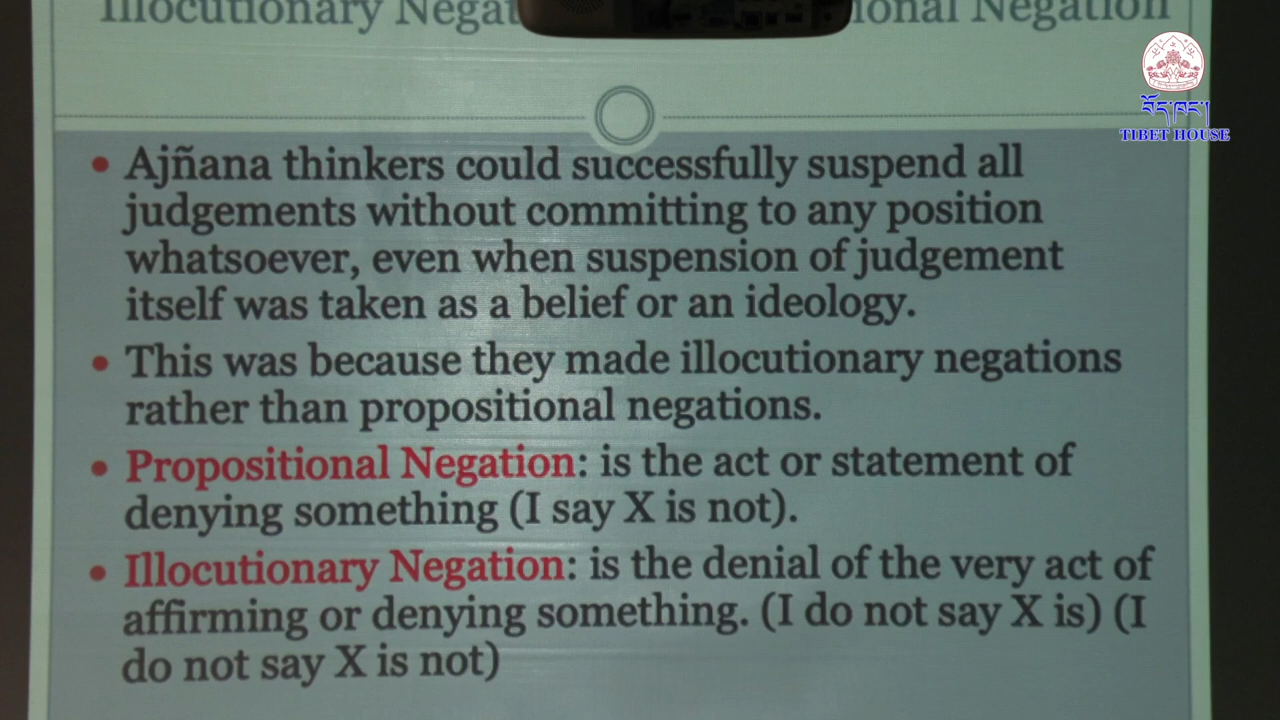 Illocutionary Negat ional Negation
བོད་ཁང་།
TIBET HOUSE
• Ajñana thinkers could successfully suspend all
judgements without committing to any position
whatsoever, even when suspension of judgement
itself was taken as a belief or an ideology.
• This was because they made illocutionary negations
rather than propositional negations.
• Propositional Negation: is the act or statement of
denying something (I say X is not).
• Illocutionary Negation: is the denial of the very act of
affirming or denying something. (I do not say X is) (I
do not say X is not)